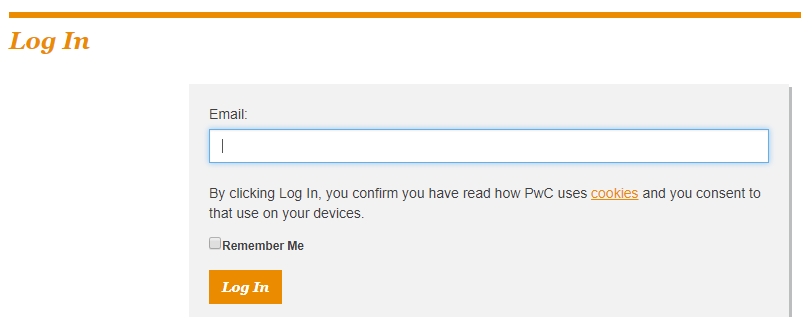 Log In
Email:
By clicking Log In, you confirm you have read how PwC uses cookies and you consent to
that use on your devices.
Remember Me
Log In